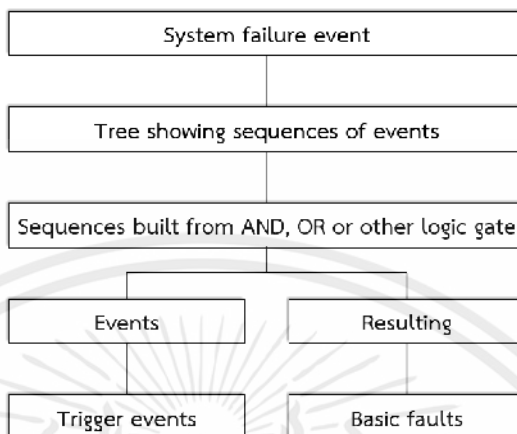 System failure event
Tree showing sequences of events
Sequences built from AND, OR or other logic gate
Events
Resulting
Trigger events
Basic faults